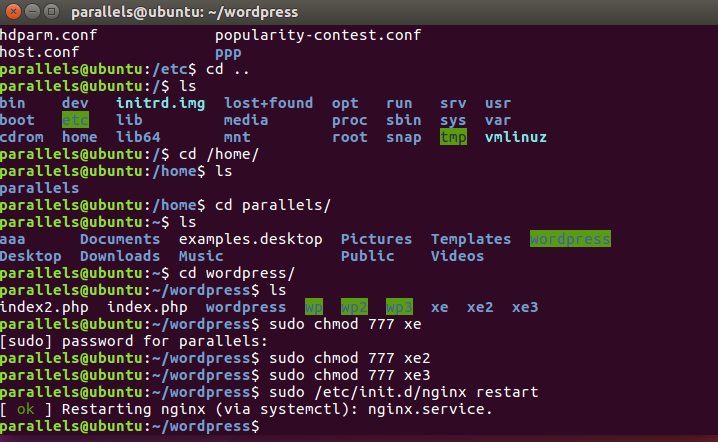 parallels@ubuntu: ~/wordpress
hdparm.conf popularity-contest.conf
host.conf ppp
parallels@ubuntu:/etc$ cd ..
parallels@ubuntu:/$ ls
bin dev initrd.img lost+found opt run srv usr
boot etc lib media proc sbin sys var
cdrom home lib64 mnt root snap tmp vmlinuz
parallels@ubuntu:/$ cd /home/
parallels@ubuntu:/home$ ls
parallels
parallels@ubuntu:/home$ cd parallels/
parallels@ubuntu:~$ ls
aaa Documents examples.desktop Pictures Templates wordpress
Desktop Downloads Music Public Videos
parallels@ubuntu:~$ cd wordpress/
parallels@ubuntu:~/wordpress$ ls
index2.php index.php wordpress wp wp2 wp3 xe xe2 xe3
parallels@ubuntu:~/wordpress$ sudo chmod 777 xe
[sudo] password for parallels:
parallels@ubuntu:~/wordpress$ sudo chmod 777 xe2
parallels@ubuntu:~/wordpress$ sudo chmod 777 xe3
parallels@ubuntu:~/wordpress$ sudo /etc/init.d/nginx restart
[ ok ] Restarting nginx (via systemctl): nginx.service.
parallels@ubuntu:~/wordpress$